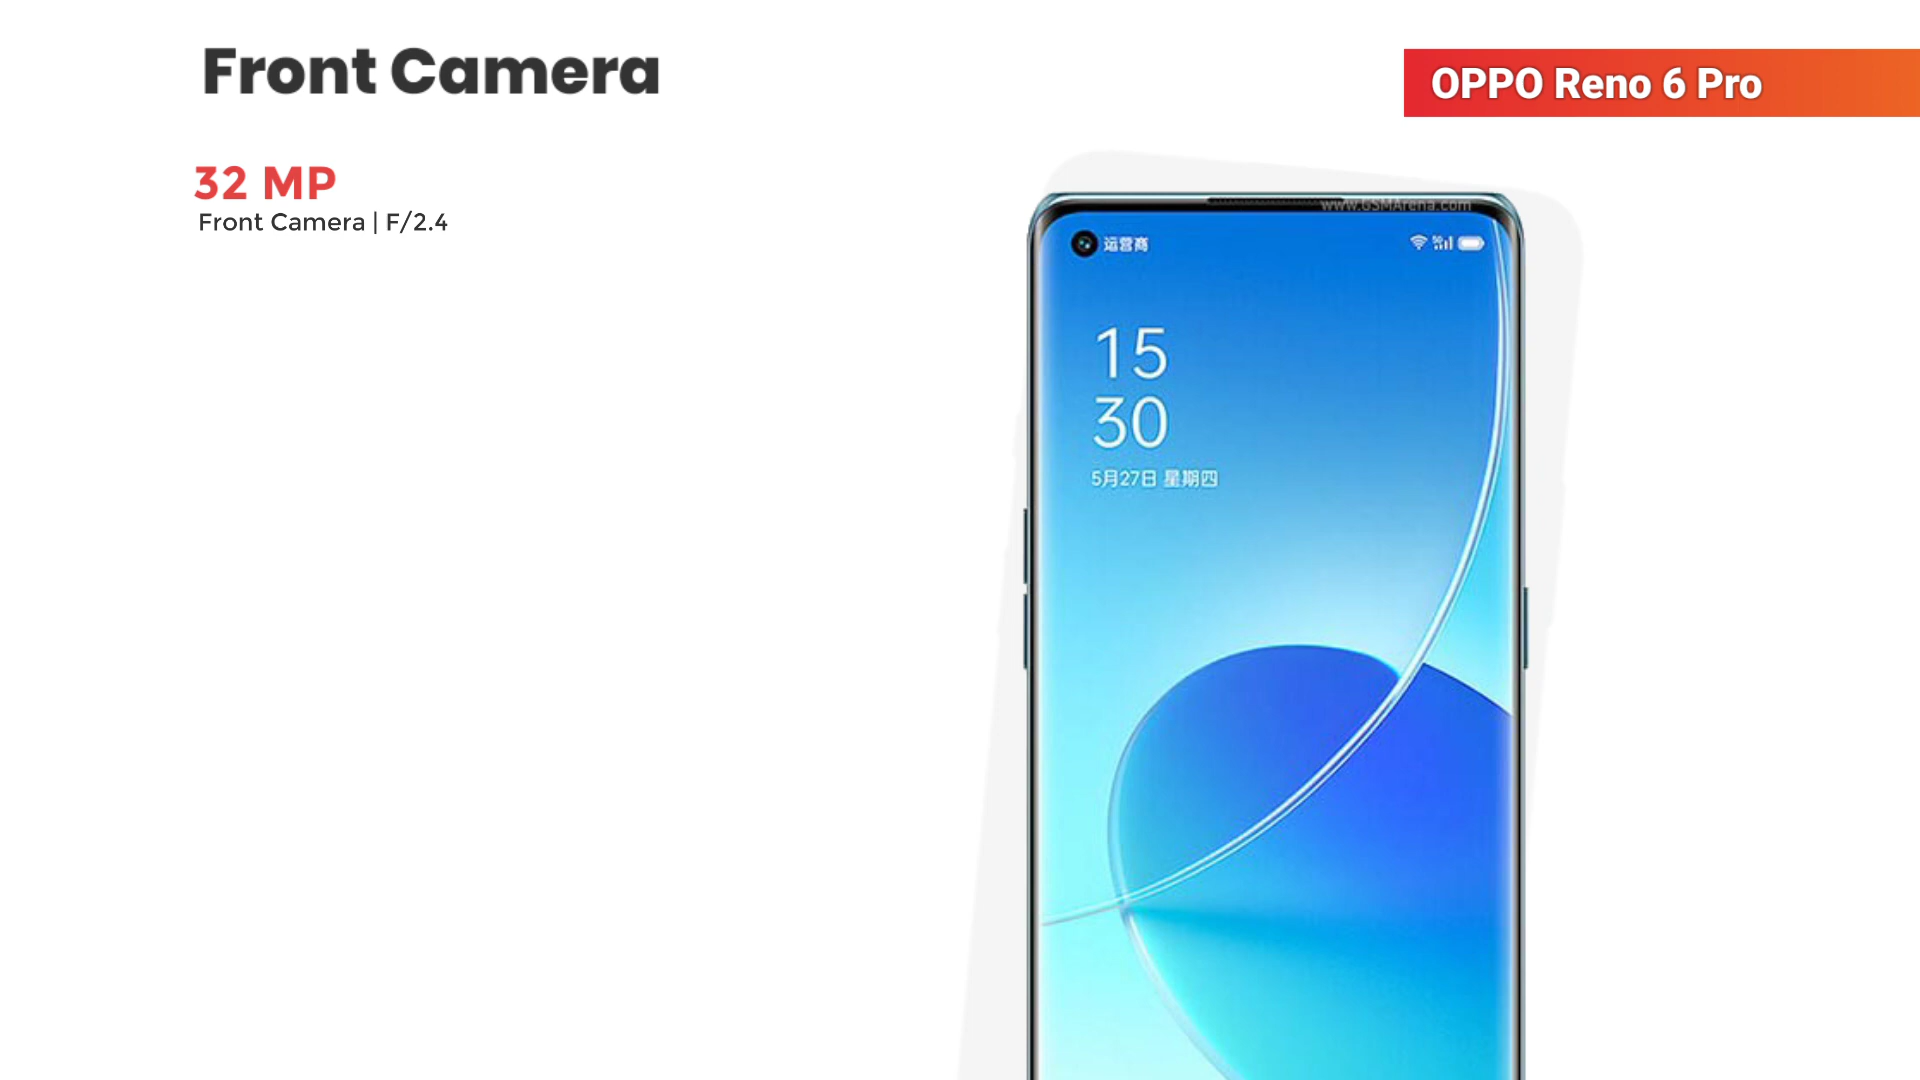 Front Camera
OPPO Reno 6 Pro
32 MP
Front Camera | F/2.4
www.GSMArena.com
运营商
5G
15
30
5月27日 星期四